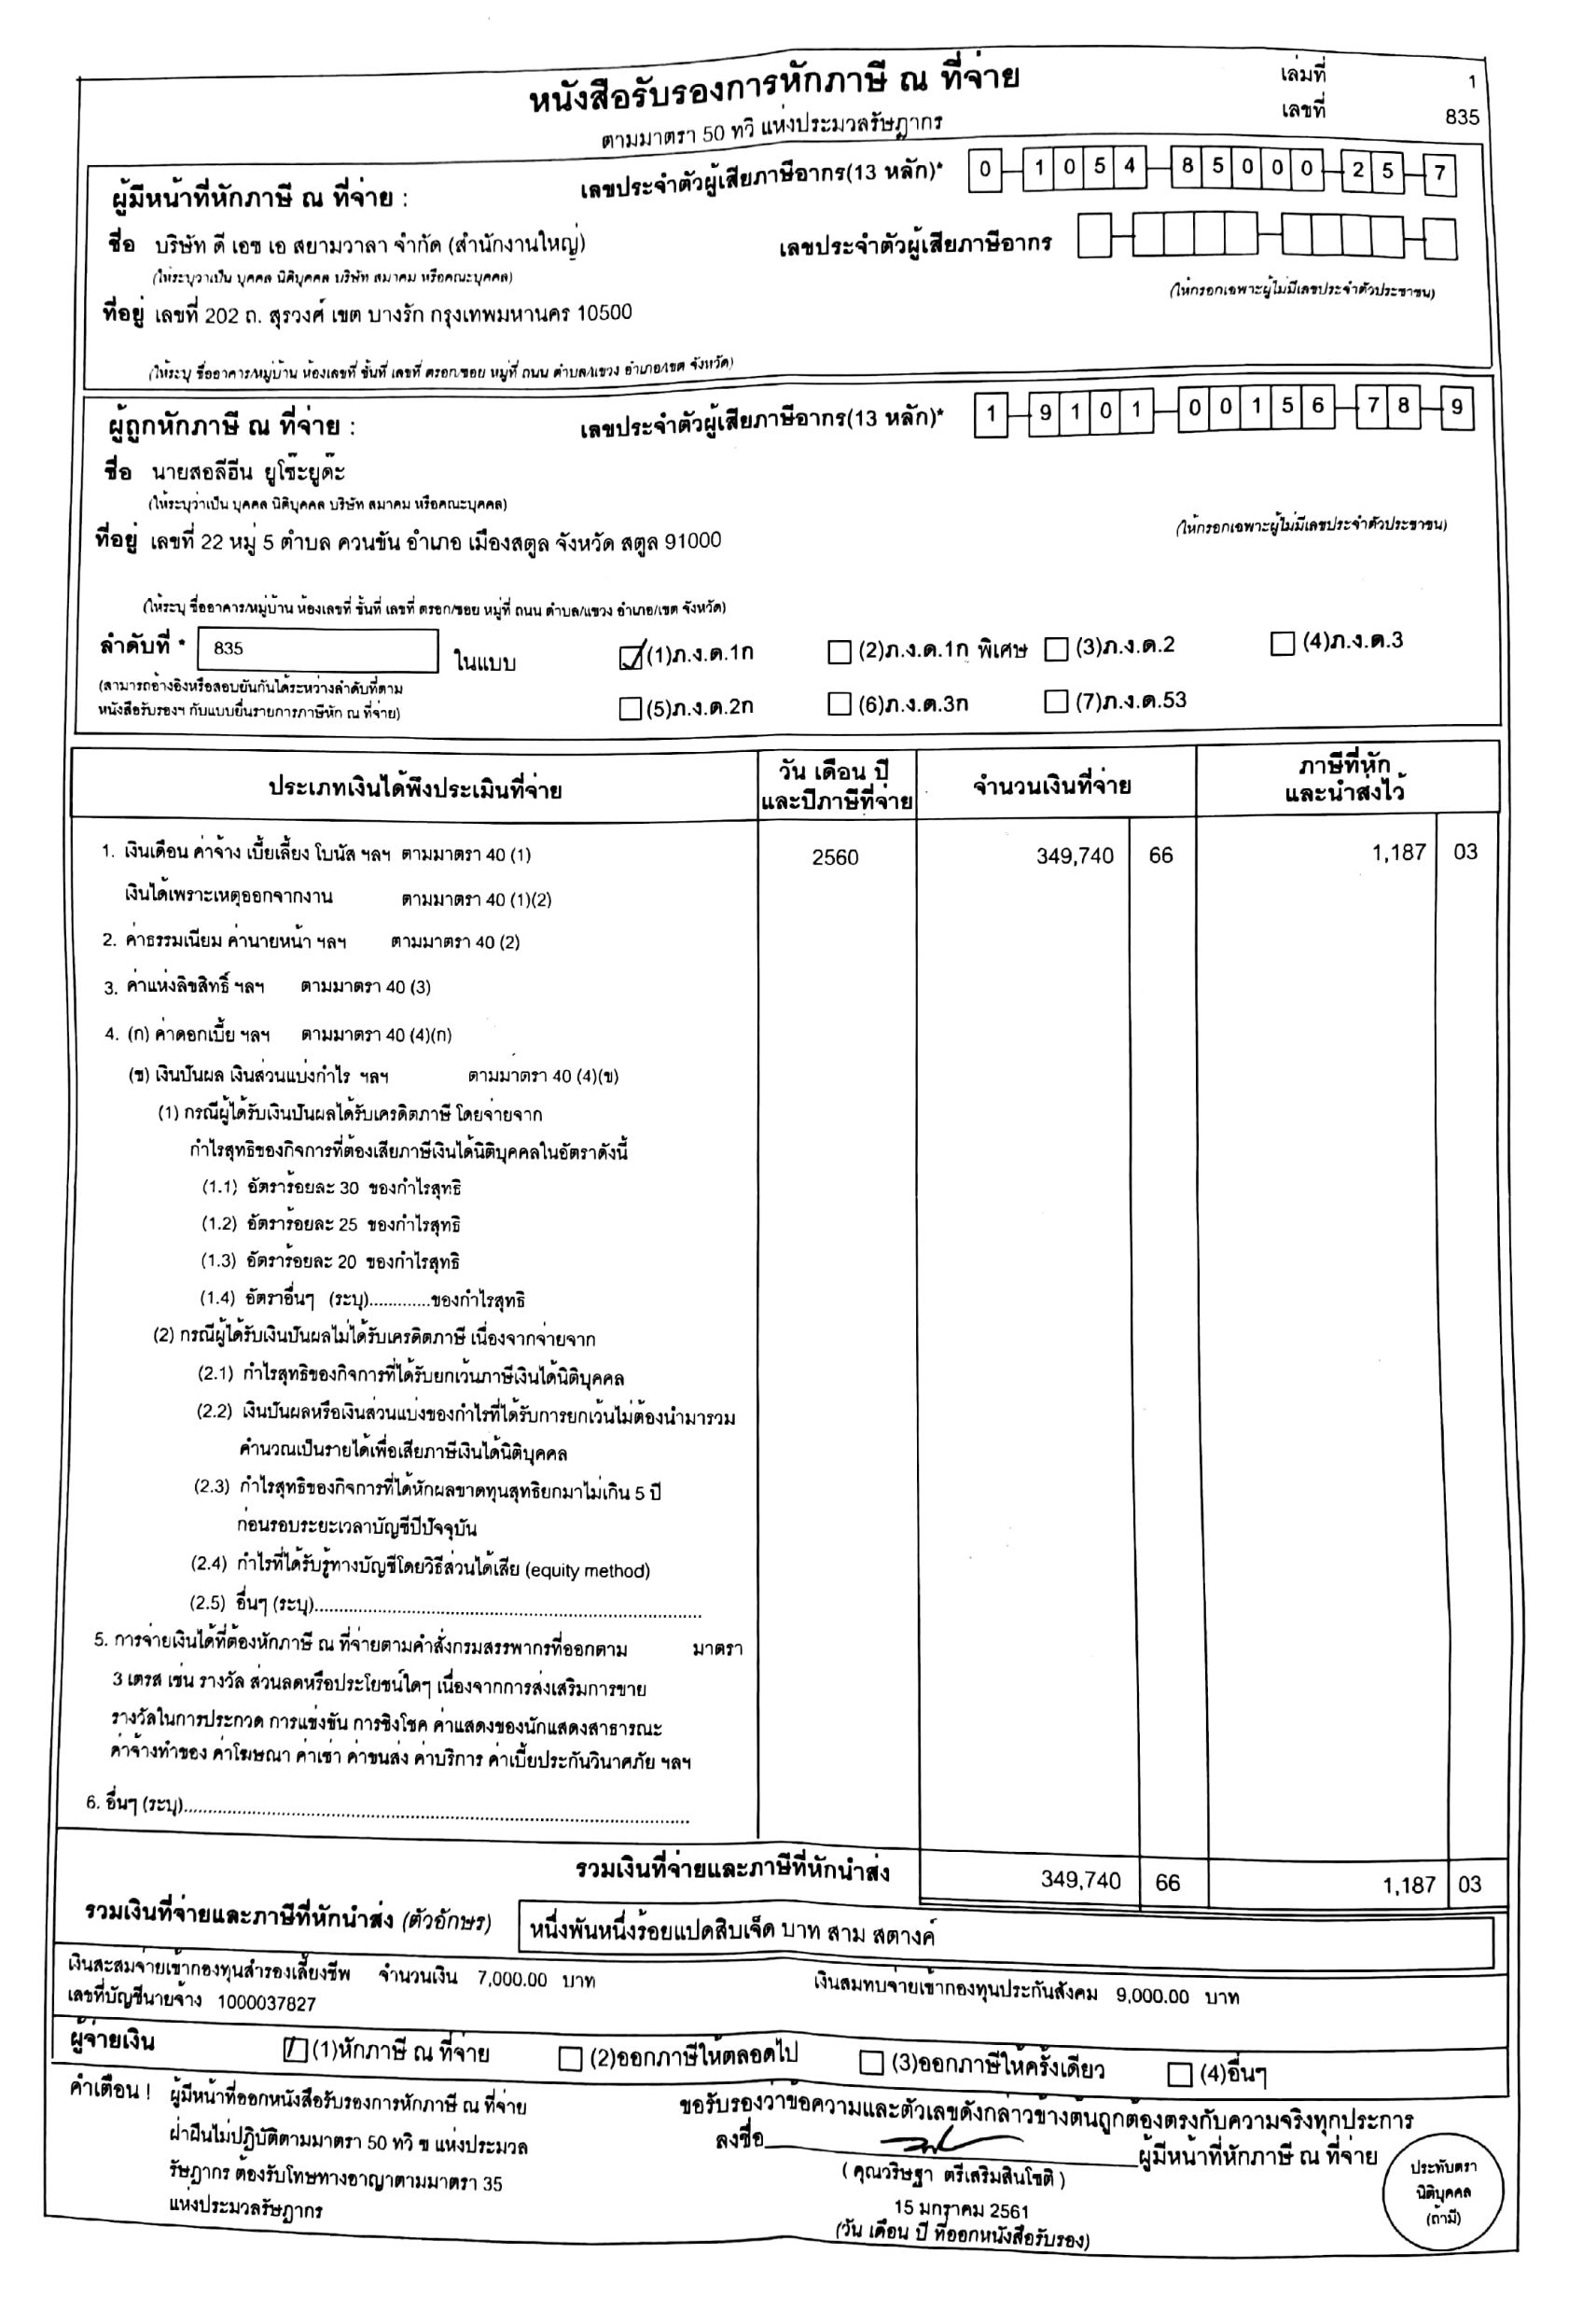 หนังสือรับรองการหักภาษี ณ ที่จ่าย
เล่มที่ 1
ตามมาตรา 50 ทวิ แห่งประมวลรัษฎากร
เลขที่ 835
ผู้มีหน้าที่หักภาษี ณ ที่จ่าย :
เลขประจำตัวผู้เสียภาษีอากร(13 หลัก)* 0 1054 85000 25 7
ชื่อ บริษัท ดี เอช เอ สยามวาลา จำกัด (สำนักงานใหญ่)
เลขประจำตัวผู้เสียภาษีอากร
(ให้ระบุว่าเป็น บุคคล นิติบุคคล บริษัท สมาคม หรือคณะบุคคล)
(ให้กรอกเฉพาะผู้ไม่มีเลขประจำตัวประชาชน)
ที่อยู่ เลขที่ 202 ถ. สุรวงศ์ เขต บางรัก กรุงเทพมหานคร 10500
(ให้ระบุ ชื่ออาคาร/หมู่บ้าน ห้องเลขที่ ชั้นที่ เลขที่ ตรอก/ซอย หมู่ที่ ถนน ตำบล/แขวง อำเภอ/เขต จังหวัด)
ผู้ถูกหักภาษี ณ ที่จ่าย :
เลขประจำตัวผู้เสียภาษีอากร(13 หลัก)* 1 9101 00156 78 9
ชื่อ นายสอลีฮีน ยูโซ๊ะยูด๊ะ
(ให้ระบุว่าเป็น บุคคล นิติบุคคล บริษัท สมาคม หรือคณะบุคคล)
(ให้กรอกเฉพาะผู้ไม่มีเลขประจำตัวประชาชน)
ที่อยู่ เลขที่ 22 หมู่ 5 ตำบล ควนขัน อำเภอ เมืองสตูล จังหวัด สตูล 91000
(ให้ระบุ ชื่ออาคาร/หมู่บ้าน ห้องเลขที่ ชั้นที่ เลขที่ ตรอก/ซอย หมู่ที่ ถนน ตำบล/แขวง อำเภอ/เขต จังหวัด)
ลำดับที่ * 835 ในแบบ (1)ภ.ง.ด.1ก (2)ภ.ง.ด.1ก พิเศษ (3)ภ.ง.ด.2 (4)ภ.ง.ด.3
(สามารถอ้างอิงหรือสอบยันกันได้ระหว่างลำดับที่ตาม
หนังสือรับรองฯ กับแบบยื่นรายการภาษีหัก ณ ที่จ่าย)
(5)ภ.ง.ด.2ก (6)ภ.ง.ด.3ก (7)ภ.ง.ด.53
ประเภทเงินได้พึงประเมินที่จ่าย
วัน เดือน ปี
และปีภาษีที่จ่าย
จำนวนเงินที่จ่าย
ภาษีที่หัก
และนำส่งไว้
1. เงินเดือน ค่าจ้าง เบี้ยเลี้ยง โบนัส ฯลฯ ตามมาตรา 40 (1) 2560 349,740 66 1,187 03
เงินได้เพราะเหตุออกจากงาน ตามมาตรา 40 (1)(2)
2. ค่าธรรมเนียม ค่านายหน้า ฯลฯ ตามมาตรา 40 (2)
3. ค่าแห่งลิขสิทธิ์ ฯลฯ ตามมาตรา 40 (3)
4. (ก) ค่าดอกเบี้ย ฯลฯ ตามมาตรา 40 (4)(ก)
(ข) เงินปันผล เงินส่วนแบ่งกำไร ฯลฯ ตามมาตรา 40 (4)(ข)
(1) กรณีผู้ได้รับเงินปันผลได้รับเครดิตภาษี โดยจ่ายจาก
กำไรสุทธิของกิจการที่ต้องเสียภาษีเงินได้นิติบุคคลในอัตราดังนี้
(1.1) อัตราร้อยละ 30 ของกำไรสุทธิ
(1.2) อัตราร้อยละ 25 ของกำไรสุทธิ
(1.3) อัตราร้อยละ 20 ของกำไรสุทธิ
(1.4) อัตราอื่นๆ (ระบุ)............ของกำไรสุทธิ
(2) กรณีผู้ได้รับเงินปันผลไม่ได้รับเครดิตภาษี เนื่องจากจ่ายจาก
(2.1) กำไรสุทธิของกิจการที่ได้รับยกเว้นภาษีเงินได้นิติบุคคล
(2.2) เงินปันผลหรือเงินส่วนแบ่งของกำไรที่ได้รับการยกเว้นไม่ต้องนำมารวม
คำนวณเป็นรายได้เพื่อเสียภาษีเงินได้นิติบุคคล
(2.3) กำไรสุทธิของกิจการที่ได้หักผลขาดทุนสุทธิยกมาไม่เกิน 5 ปี
ก่อนรอบระยะเวลาบัญชีปีปัจจุบัน
(2.4) กำไรที่ได้รับรู้ทางบัญชีโดยวิธีส่วนได้เสีย (equity method)
(2.5) อื่นๆ (ระบุ)............................................................
5. การจ่ายเงินได้ที่ต้องหักภาษี ณ ที่จ่ายตามคำสั่งกรมสรรพากรที่ออกตาม มาตรา
3 เตรส เช่น รางวัล ส่วนลดหรือประโยชน์ใดๆ เนื่องจากการส่งเสริมการขาย
รางวัลในการประกวด การแข่งขัน การชิงโชค ค่าแสดงของนักแสดงสาธารณะ
ค่าจ้างทำของ ค่าโฆษณา ค่าเช่า ค่าขนส่ง ค่าบริการ ค่าเบี้ยประกันวินาศภัย ฯลฯ
6. อื่นๆ (ระบุ)............................................................
รวมเงินที่จ่ายและภาษีที่หักนำส่ง 349,740 66 1,187 03
รวมเงินที่จ่ายและภาษีที่หักนำส่ง (ตัวอักษร) หนึ่งพันหนึ่งร้อยแปดสิบเจ็ด บาท สาม สตางค์
เงินสะสมจ่ายเข้ากองทุนสำรองเลี้ยงชีพ จำนวนเงิน 7,000.00 บาท เงินสมทบจ่ายเข้ากองทุนประกันสังคม 9,000.00 บาท
เลขที่บัญชีนายจ้าง 1000037827
ผู้จ่ายเงิน (1)หักภาษี ณ ที่จ่าย (2)ออกภาษีให้ตลอดไป (3)ออกภาษีให้ครั้งเดียว (4)อื่นๆ
คำเตือน ! ผู้มีหน้าที่ออกหนังสือรับรองการหักภาษี ณ ที่จ่าย
ฝ่าฝืนไม่ปฏิบัติตามมาตรา 50 ทวิ ข แห่งประมวล
รัษฎากร ต้องรับโทษทางอาญาตามมาตรา 35
แห่งประมวลรัษฎากร
ขอรับรองว่าข้อความและตัวเลขดังกล่าวข้างต้นถูกต้องตรงกับความจริงทุกประการ
ลงชื่อ ผู้มีหน้าที่หักภาษี ณ ที่จ่าย
( คุณวริษฐา ตรีเสริมสินโชติ )
15 มกราคม 2561
(วัน เดือน ปี ที่ออกหนังสือรับรอง)
ประทับตรา
นิติบุคคล
(ถ้ามี)